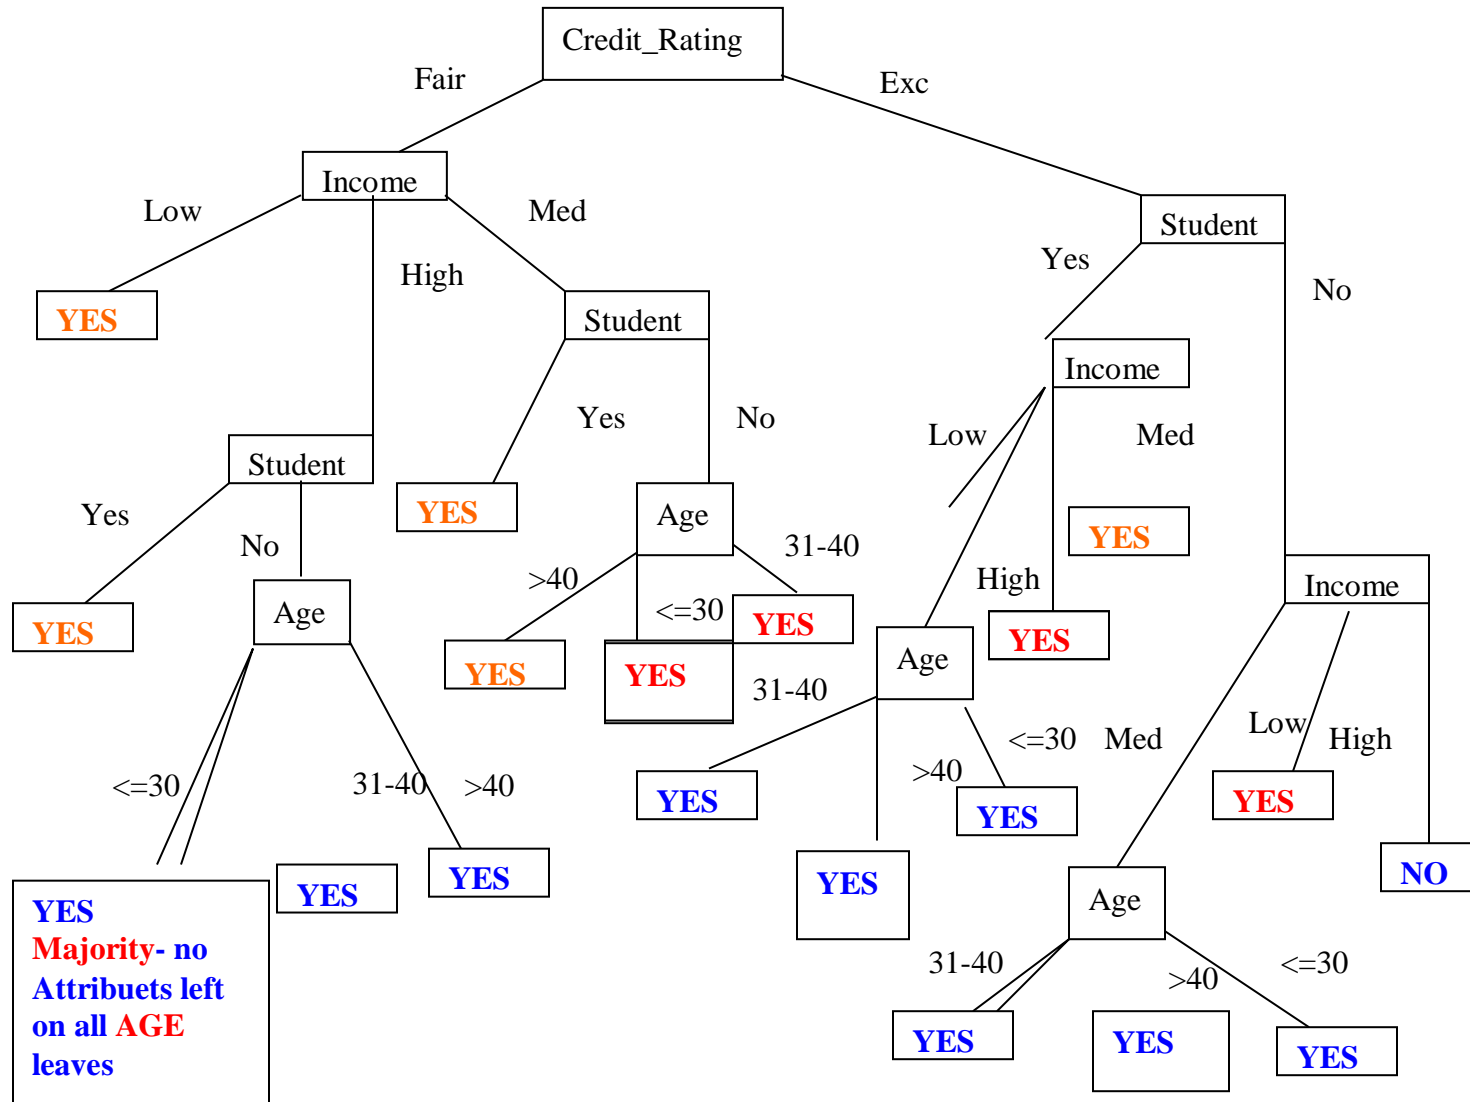 Credit_Rating
Fair
Exc
Income
Student
Low
Med
High
Yes
No
YES
Student
Income
Yes
No
Low
Med
Student
YES
Age
YES
Yes
No
>40
<=30
31-40
High
Income
YES
Age
YES
YES
YES
Age
YES
31-40
>40
<=30
Med
Low
High
<=30
31-40
>40
YES
YES
YES
YES
YES
YES
YES
Age
NO
YES
Majority- no
Attribuets left
on all AGE
leaves
31-40
>40
<=30
YES
YES
YES